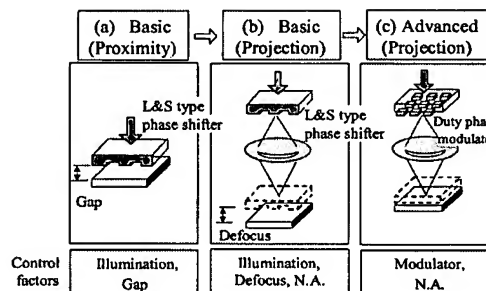 (a) Basic
(Proximity)
(b) Basic
(Projection)
(c) Advanced
(Projection)
L&S type
phase shifter
Gap
L&S type
phase shifter
Defocus
Duty pha
modulat
Control
factors
Illumination,
Gap
Illumination,
Defocus, N.A.
Modulator,
N.A.